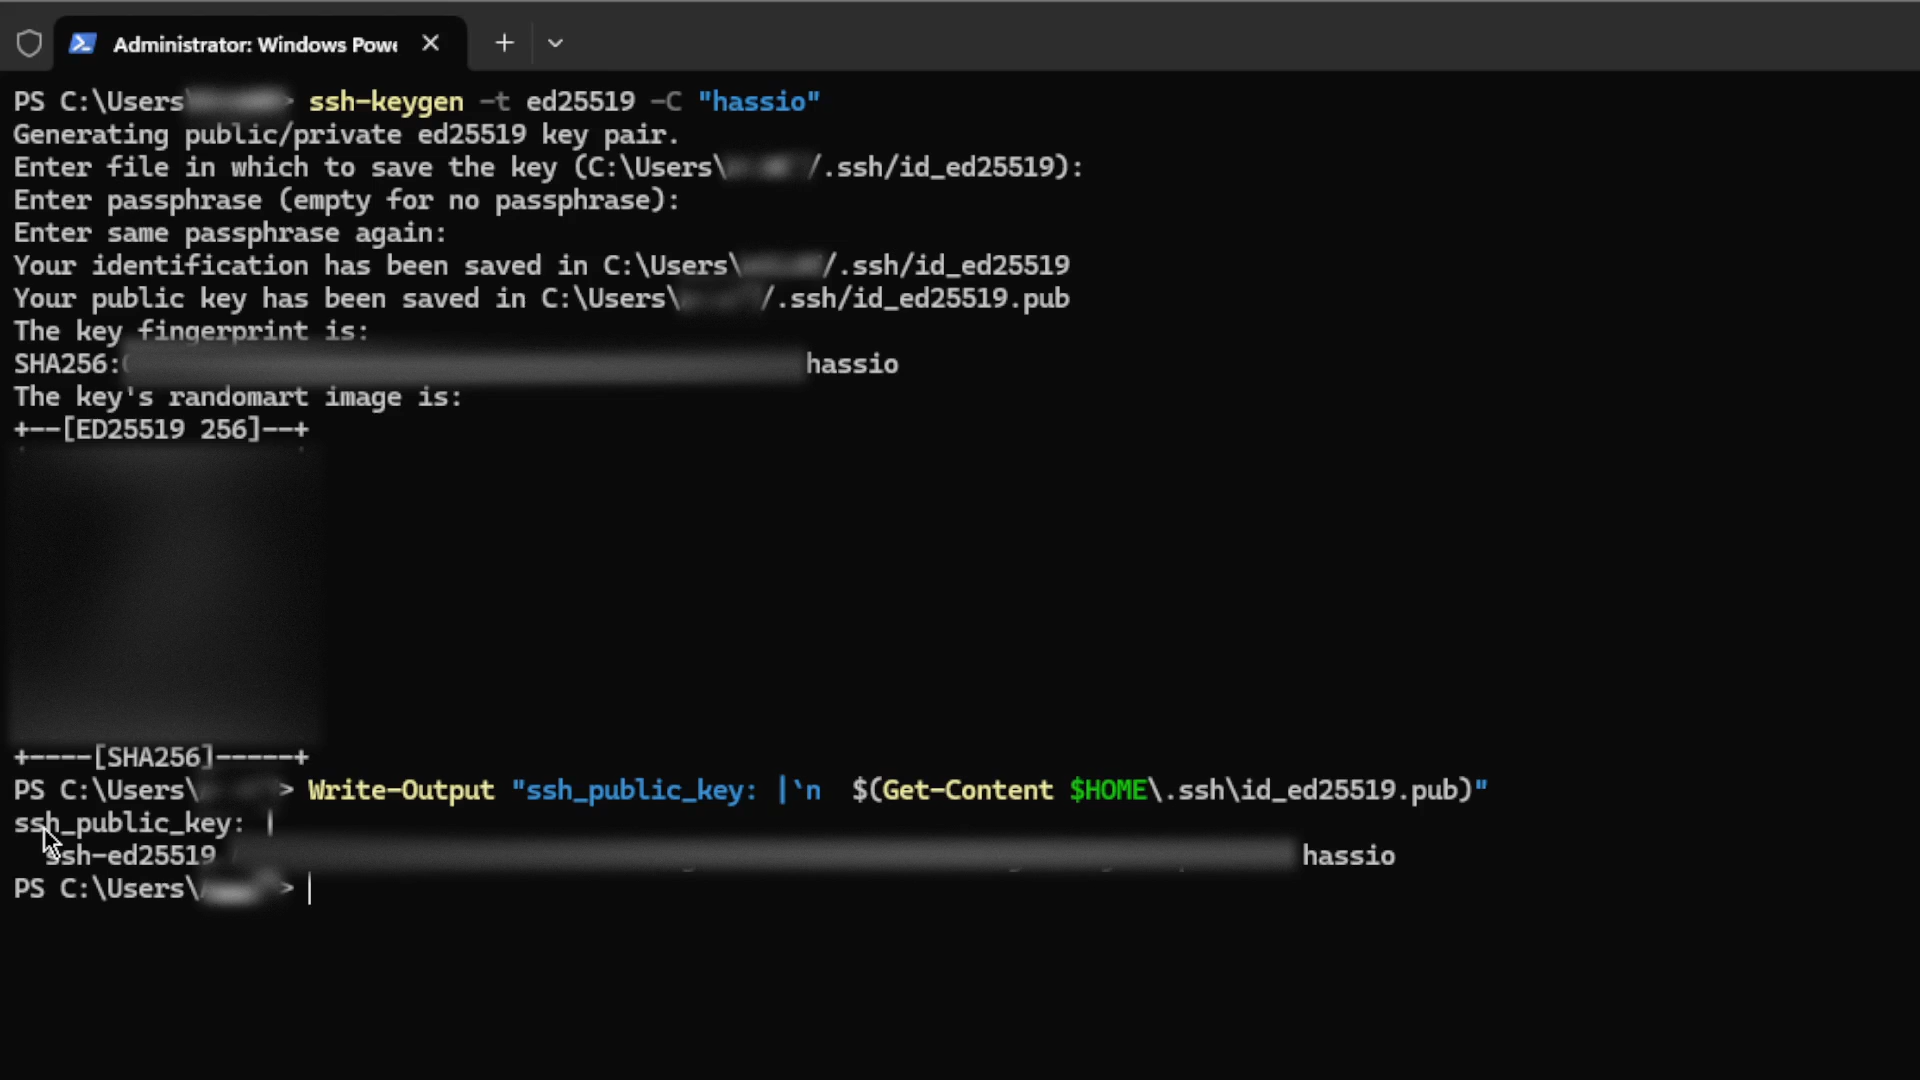 Administrator: Windows Powe
PS C:\Users\ > ssh-keygen -t ed25519 -C "hassio"
Generating public/private ed25519 key pair.
Enter file in which to save the key (C:\Users\ /.ssh/id_ed25519):
Enter passphrase (empty for no passphrase):
Enter same passphrase again:
Your identification has been saved in C:\Users\ /.ssh/id_ed25519
Your public key has been saved in C:\Users\ /.ssh/id_ed25519.pub
The key fingerprint is:
SHA256: hassio
The key's randomart image is:
+--[ED25519 256]--+
+----[SHA256]-----+
PS C:\Users\ > Write-Output "ssh_public_key: |`n  $(Get-Content $HOME\.ssh\id_ed25519.pub)"
ssh_public_key: |
ssh-ed25519 hassio
PS C:\Users\ >